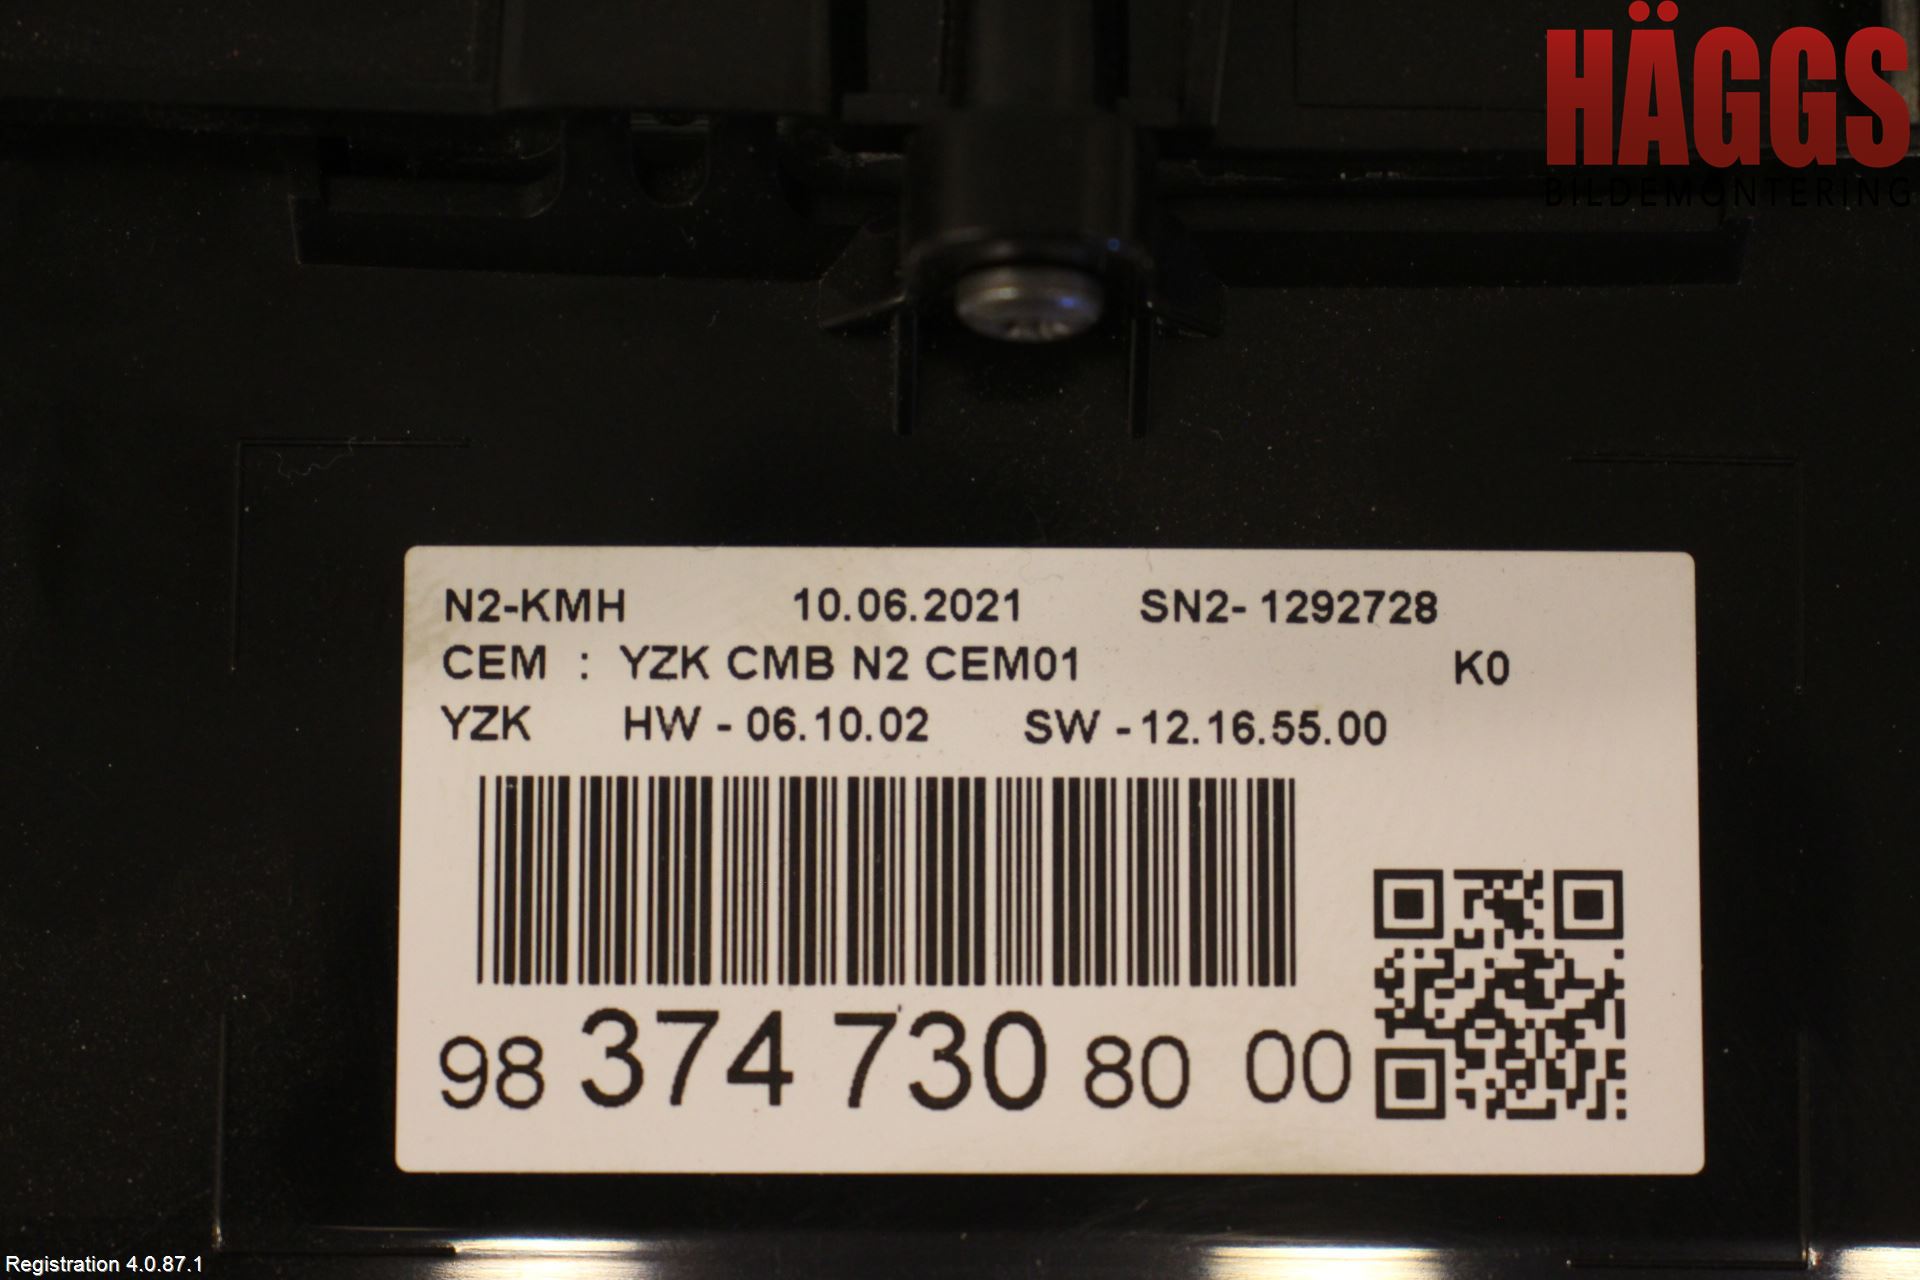 HÄGGS
BILDEMONTERING
N2-KMH 10.06.2021 SN2- 1292728
CEM : YZK CMB N2 CEM01 K0
YZK HW - 06.10.02 SW - 12.16.55.00
98 374 730 80 00
Registration 4.0.87.1